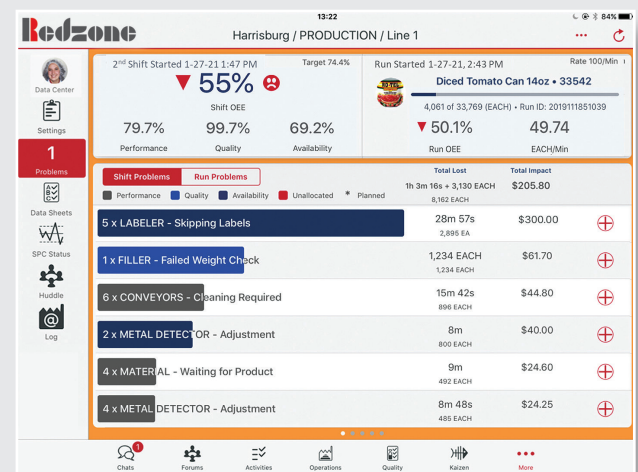 13:22
84%
Redzone
Harrisburg / PRODUCTION / Line 1
Data Center
Settings
1
Problems
Data Sheets
SPC Status
Huddle
Log
2nd Shift Started 1-27-21 1:47 PM
Target 74.4%
55%
Shift OEE
79.7%
99.7%
69.2%
Performance
Quality
Availability
Run Started 1-27-21, 2:43 PM
Rate 100/Min
Diced Tomato Can 14oz • 33542
4,061 of 33,769 (EACH) • Run ID: 2019111851039
50.1%
49.74
Run OEE
EACH/Min
Shift Problems
Run Problems
Performance
Quality
Availability
Unallocated
* Planned
Total Lost
Total Impact
1h 3m 16s + 3,130 EACH
$205.80
8,162 EACH
5 x LABELER - Skipping Labels
28m 57s
$300.00
2,895 EA
1 x FILLER - Failed Weight Check
1,234 EACH
$61.70
1,234 EACH
6 x CONVEYORS - Cleaning Required
15m 42s
$44.80
896 EACH
2 x METAL DETECTOR - Adjustment
8m
$40.00
800 EACH
4 x MATERIAL - Waiting for Product
9m
$24.60
492 EACH
4 x METAL DETECTOR - Adjustment
8m 48s
$24.25
485 EACH
Chats
Forums
Activities
Operations
Quality
Kaizen
More